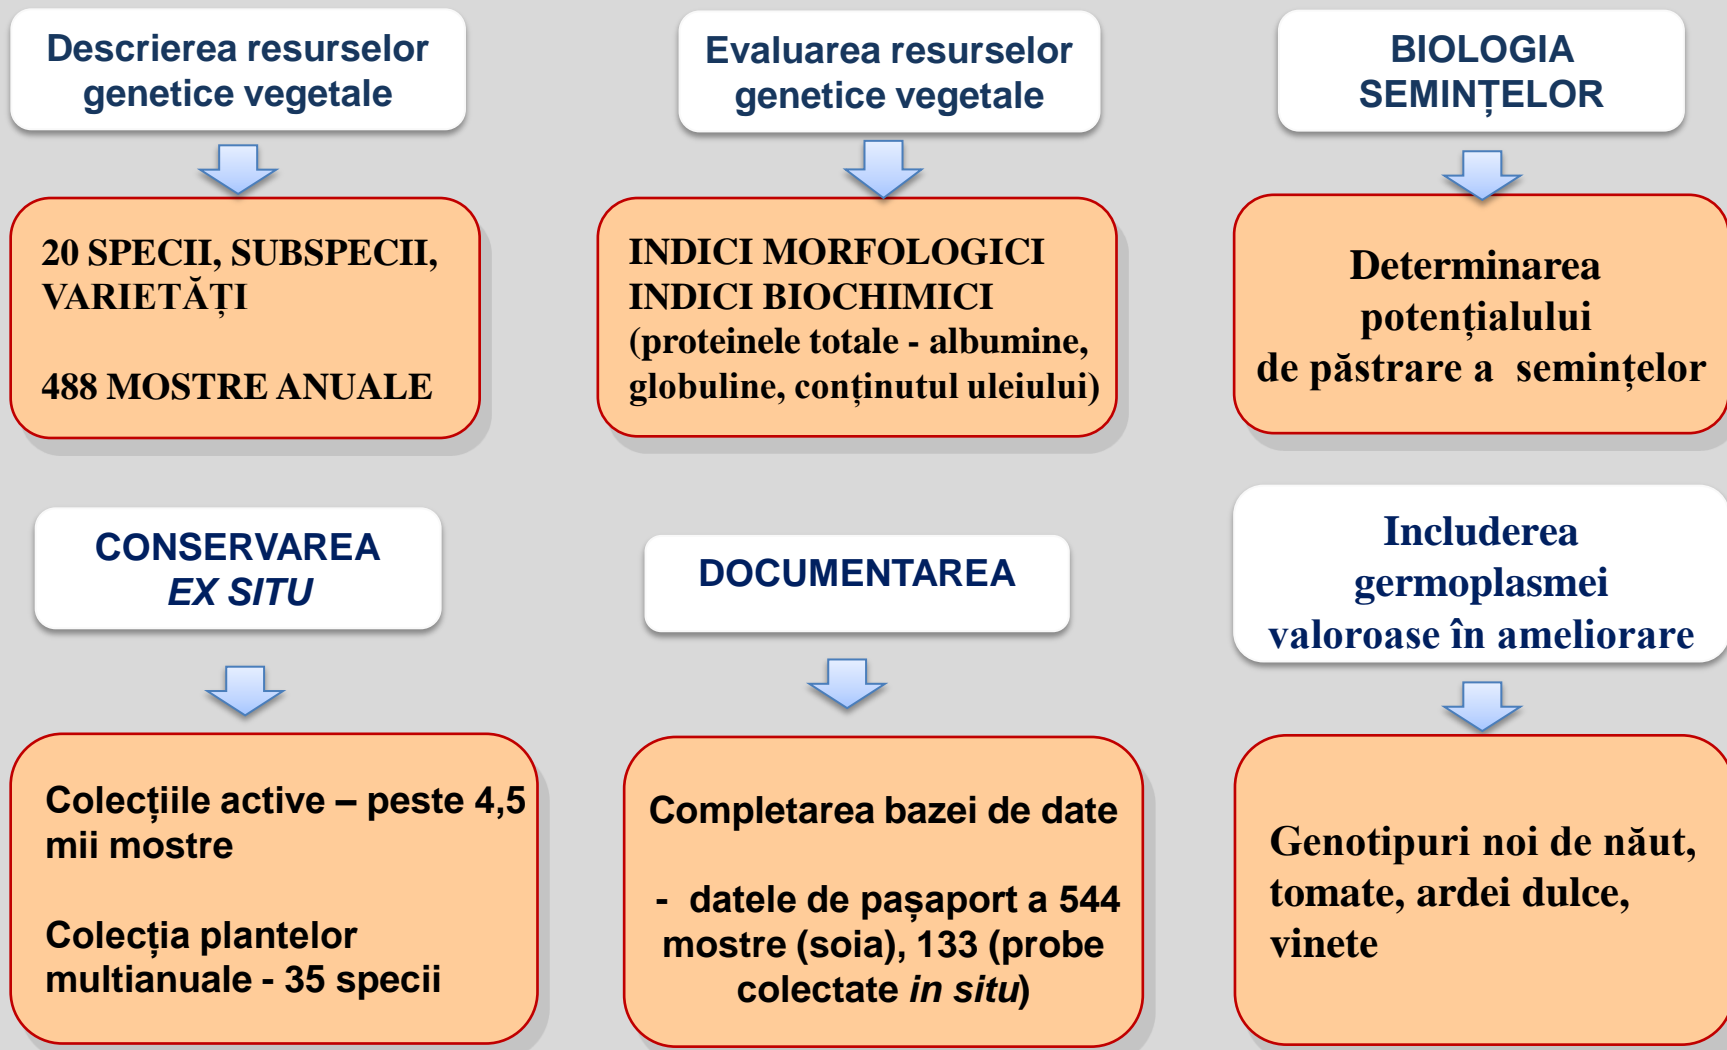 Descrierea resurselor
genetice vegetale
Evaluarea resurselor
genetice vegetale
BIOLOGIA
SEMINȚELOR
20 SPECII, SUBSPECII,
VARIETĂȚI
488 MOSTRE ANUALE
INDICI MORFOLOGICI
INDICI BIOCHIMICI
(proteinele totale - albumine,
globuline, conținutul uleiului)
Determinarea
potențialului
de păstrare a semințelor
CONSERVAREA
EX SITU
DOCUMENTAREA
Includerea
germoplasmei
valoroase în ameliorare
Colecțiile active – peste 4,5
mii mostre
Colecția plantelor
multianuale - 35 specii
Completarea bazei de date
- datele de pașaport a 544
mostre (soia), 133 (probe
colectate in situ)
Genotipuri noi de năut,
tomate, ardei dulce,
vinete